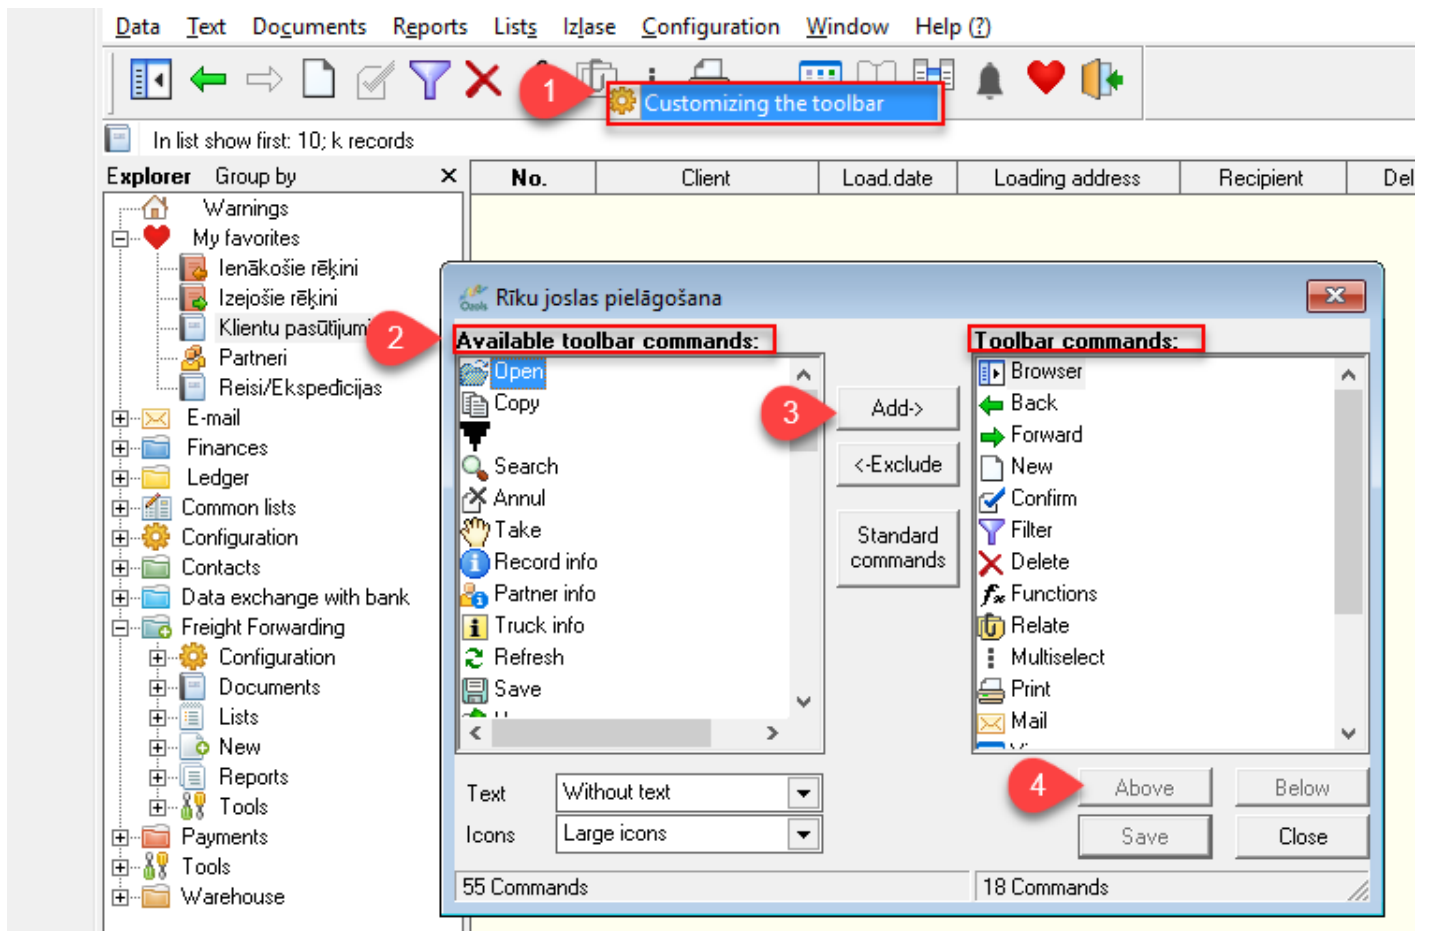 Data Text Documents Reports Lists Izlase Configuration Window Help (?)
1
Customizing the toolbar
In list show first: 10; k records
Explorer Group by
No. Client Load.date Loading address Recipient Del
Warnings
My favorites
Ienākošie rēķini
Izejošie rēķini
Klientu pasūtījumi
Partneri
Reisi/Ekspedīcijas
E-mail
Finances
Ledger
Common lists
Configuration
Contacts
Data exchange with bank
Freight Forwarding
Configuration
Documents
Lists
New
Reports
Tools
Payments
Tools
Warehouse
Ozols Rīku joslas pielāgošana
2
Available toolbar commands:
Open
Copy
Search
Annul
Take
Record info
Partner info
Truck info
Refresh
Save
3
Add->
<-Exclude
Standard
commands
Toolbar commands:
Browser
Back
Forward
New
Confirm
Filter
Delete
Functions
Relate
Multiselect
Print
Mail
Text Without text
Icons Large icons
4
Above Below
Save Close
55 Commands 18 Commands